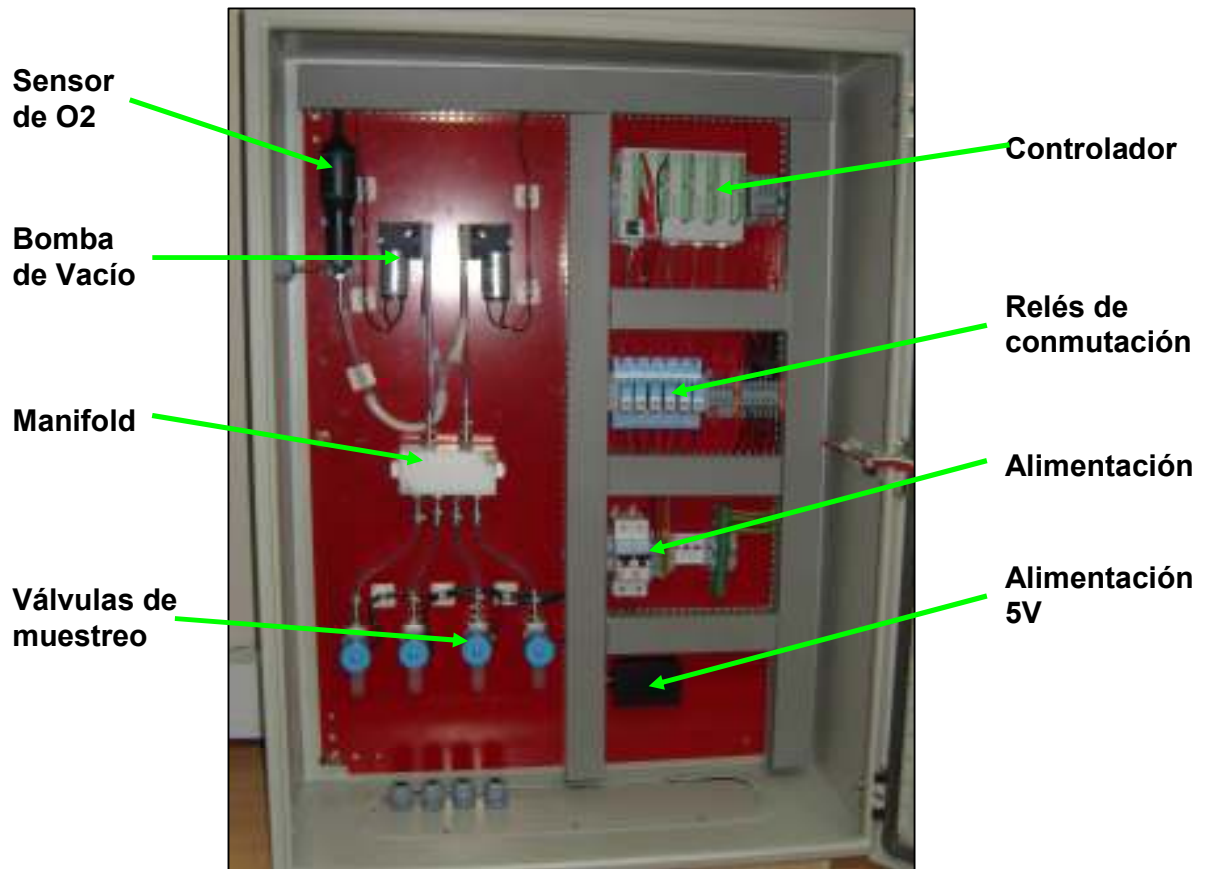 Sensor
de O2
Bomba
de Vacío
Manifold
Válvulas de
muestreo
Controlador
Relés de
conmutación
Alimentación
Alimentación
5V